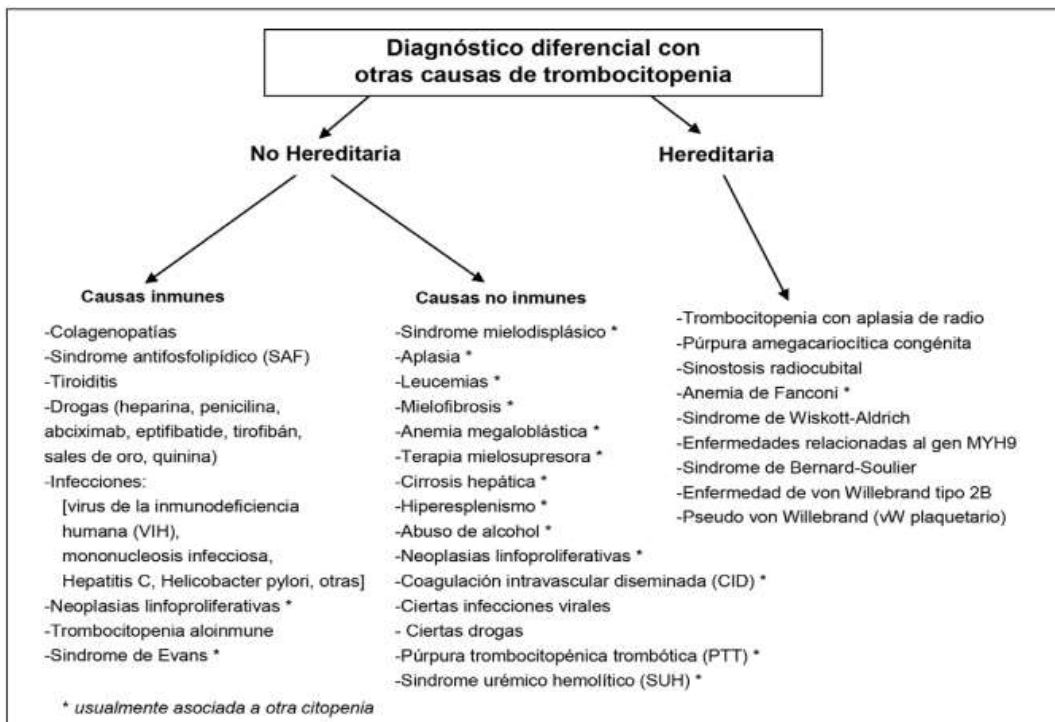 Diagnóstico diferencial con
otras causas de trombocitopenia
No Hereditaria
Hereditaria
Causas inmunes
-Colagenopatías
-Sindrome antifosfolipídico (SAF)
-Tiroiditis
-Drogas (heparina, penicilina,
abciximab, eptifibatide, tirofibán,
sales de oro, quinina)
-Infecciones:
[virus de la inmunodeficiencia
humana (VIH),
mononucleosis infecciosa,
Hepatitis C, Helicobacter pylori, otras]
-Neoplasias linfoproliferativas *
-Trombocitopenia aloinmune
-Sindrome de Evans *
Causas no inmunes
-Sindrome mielodisplásico *
-Aplasia *
-Leucemias *
-Mielofibrosis *
-Anemia megaloblástica *
-Terapia mielosupresora *
-Cirrosis hepática *
-Hiperesplenismo *
-Abuso de alcohol *
-Neoplasias linfoproliferativas *
-Coagulación intravascular diseminada (CID) *
-Ciertas infecciones virales
- Ciertas drogas
-Púrpura trombocitopénica trombótica (PTT) *
-Sindrome urémico hemolítico (SUH) *
-Trombocitopenia con aplasia de radio
-Púrpura amegacariocítica congénita
-Sinostosis radiocubital
-Anemia de Fanconi *
-Sindrome de Wiskott-Aldrich
-Enfermedades relacionadas al gen MYH9
-Sindrome de Bernard-Soulier
-Enfermedad de von Willebrand tipo 2B
-Pseudo von Willebrand (vW plaquetario)
* usualmente asociada a otra citopenia